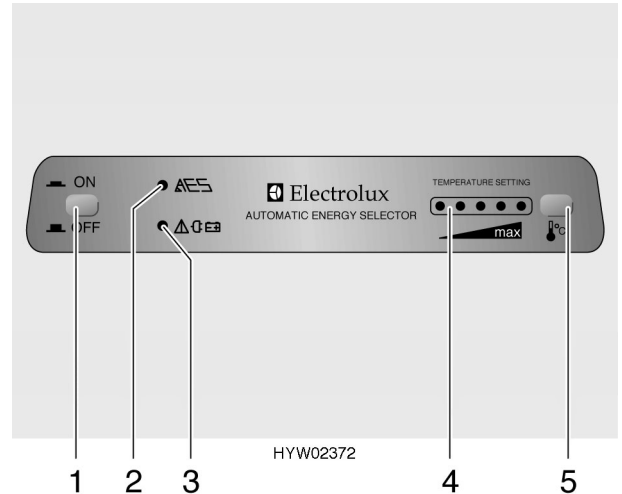 ON
OFF
AES
Electrolux
AUTOMATIC ENERGY SELECTOR
TEMPERATURE SETTING
max
°C
HYW02372
1 2 3 4 5